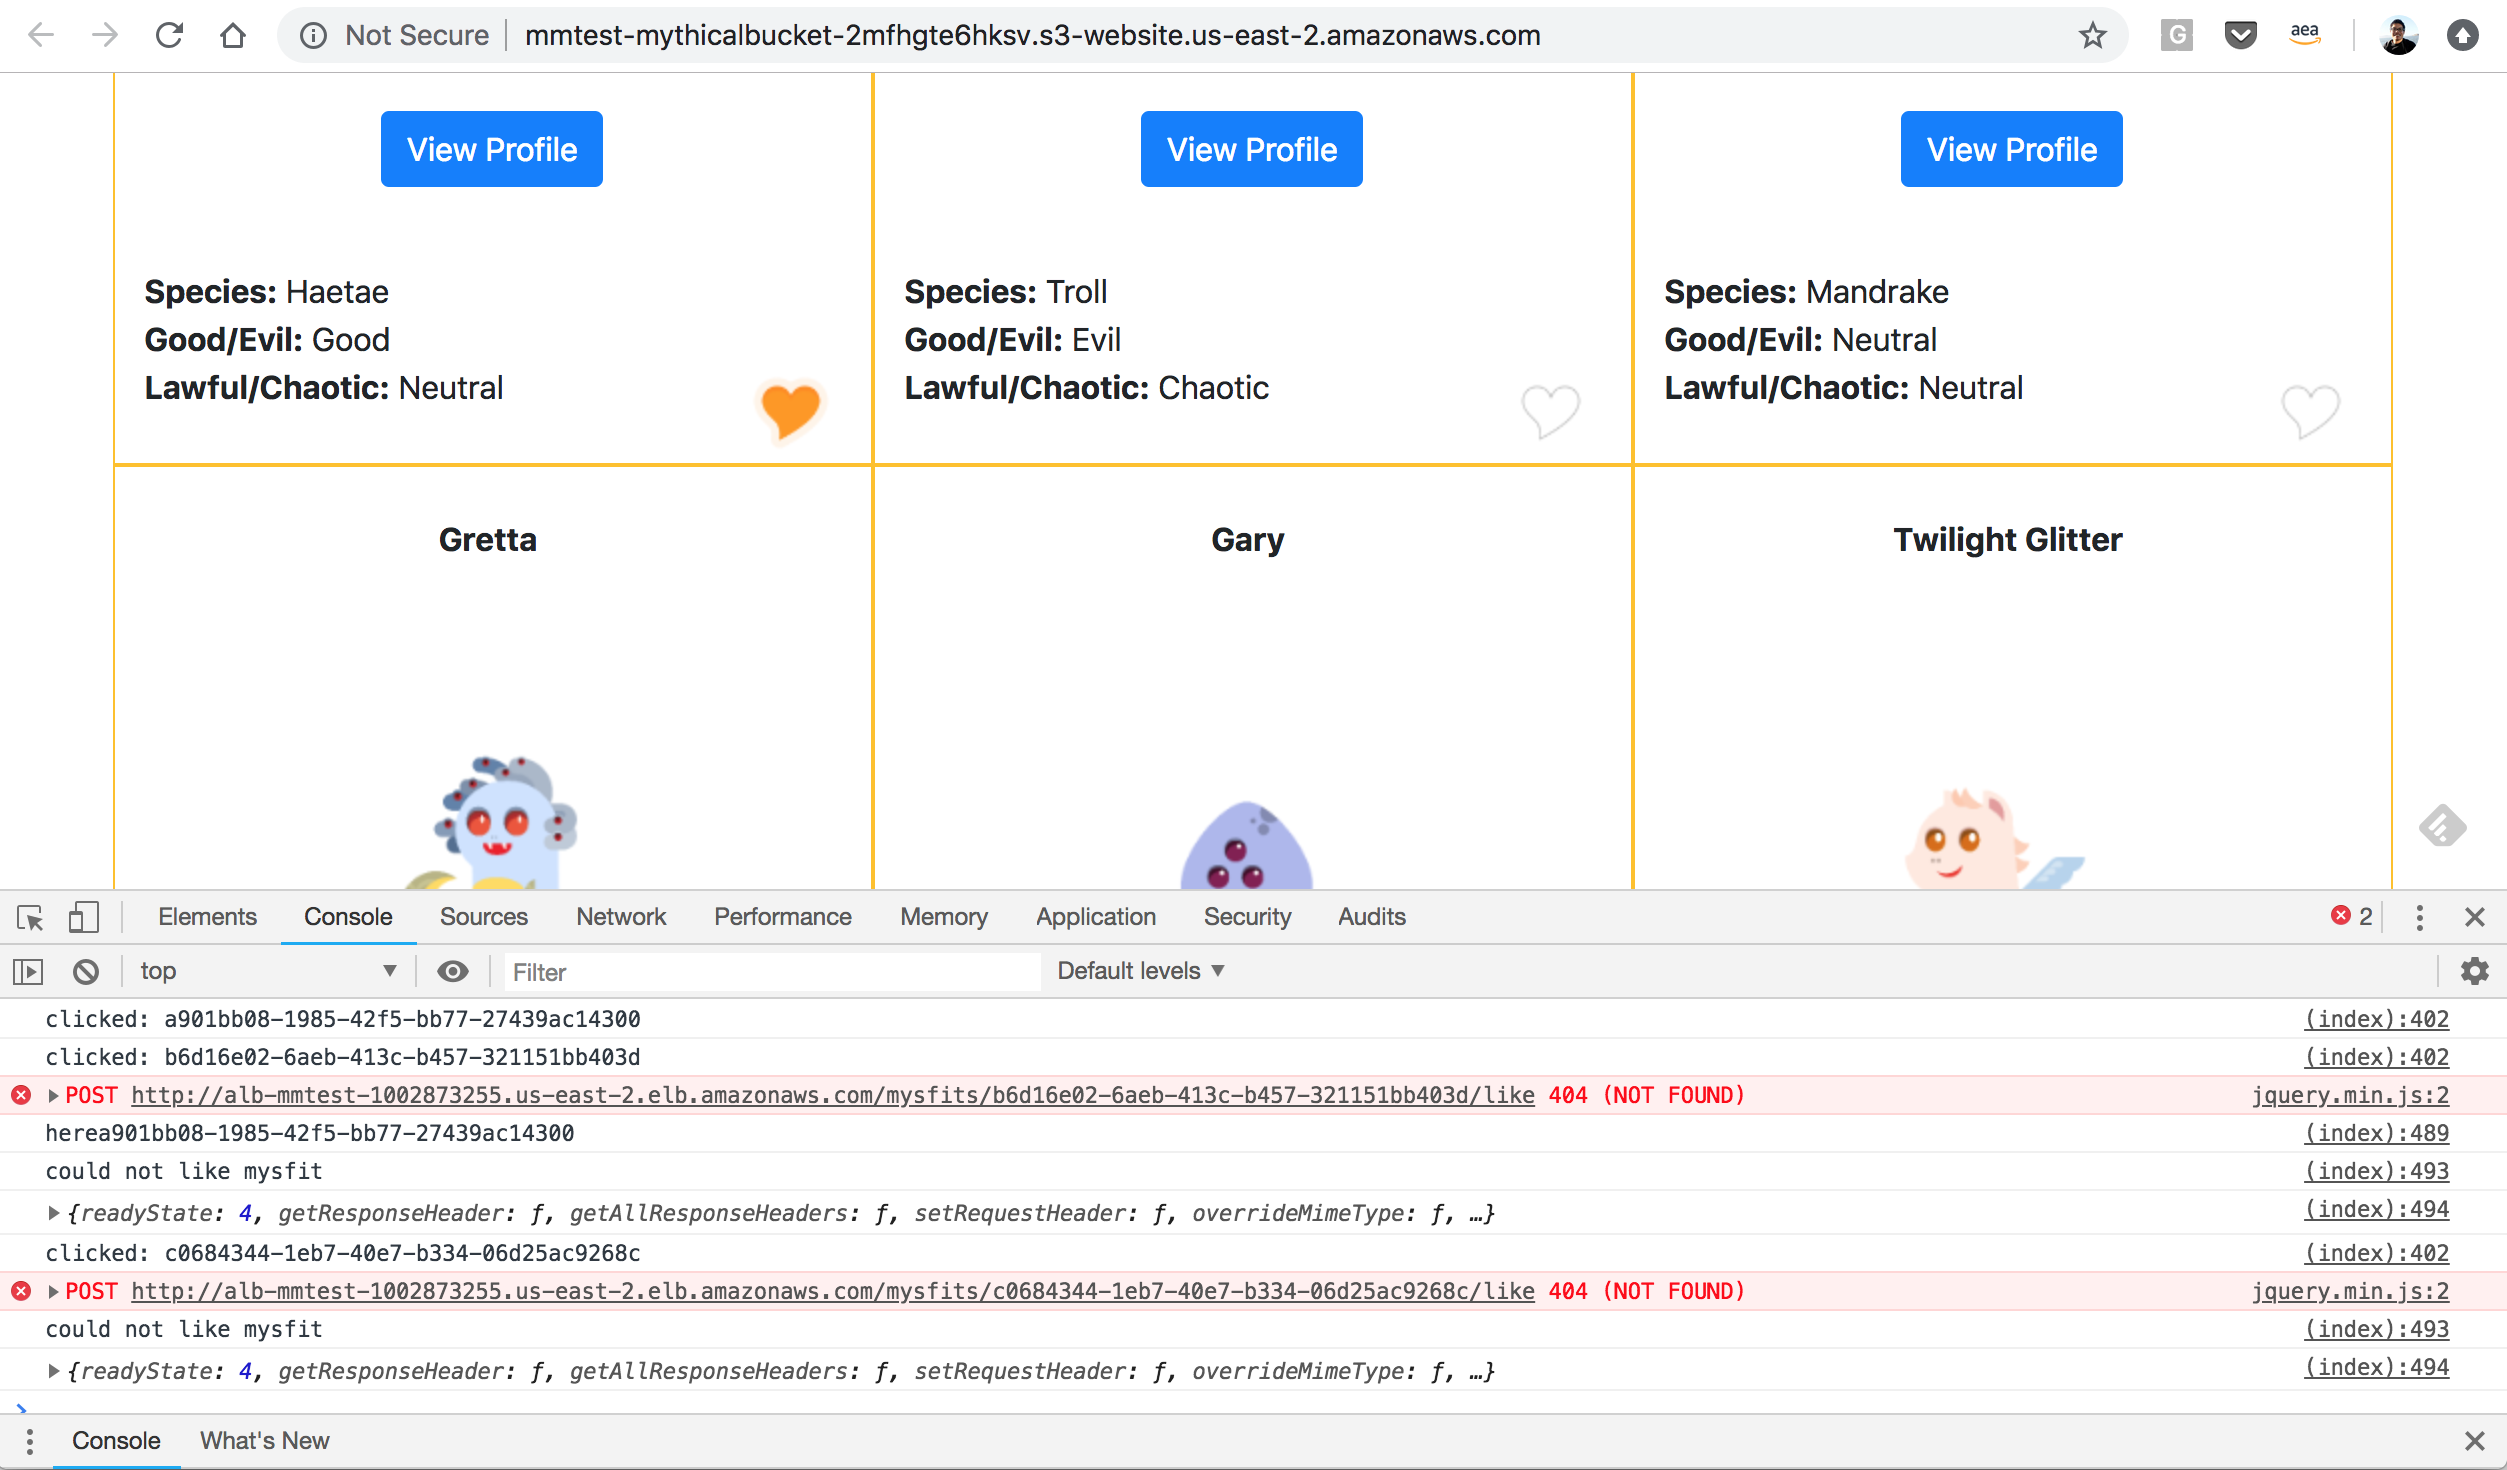 Not Secure | mmtest-mythicalbucket-2mfhgte6hksv.s3-website.us-east-2.amazonaws.com
G
aea
View Profile
View Profile
View Profile
Species: Haetae
Good/Evil: Good
Lawful/Chaotic: Neutral
Species: Troll
Good/Evil: Evil
Lawful/Chaotic: Chaotic
Species: Mandrake
Good/Evil: Neutral
Lawful/Chaotic: Neutral
Gretta
Gary
Twilight Glitter
Elements Console Sources Network Performance Memory Application Security Audits 2
top Filter Default levels
clicked: a901bb08-1985-42f5-bb77-27439ac14300 (index):402
clicked: b6d16e02-6aeb-413c-b457-321151bb403d (index):402
POST http://alb-mmtest-1002873255.us-east-2.elb.amazonaws.com/mysfits/b6d16e02-6aeb-413c-b457-321151bb403d/like 404 (NOT FOUND) jquery.min.js:2
herea901bb08-1985-42f5-bb77-27439ac14300 (index):489
could not like mysfit (index):493
{readyState: 4, getResponseHeader: ƒ, getAllResponseHeaders: ƒ, setRequestHeader: ƒ, overrideMimeType: ƒ, …} (index):494
clicked: c0684344-1eb7-40e7-b334-06d25ac9268c (index):402
POST http://alb-mmtest-1002873255.us-east-2.elb.amazonaws.com/mysfits/c0684344-1eb7-40e7-b334-06d25ac9268c/like 404 (NOT FOUND) jquery.min.js:2
could not like mysfit (index):493
{readyState: 4, getResponseHeader: ƒ, getAllResponseHeaders: ƒ, setRequestHeader: ƒ, overrideMimeType: ƒ, …} (index):494
Console What's New